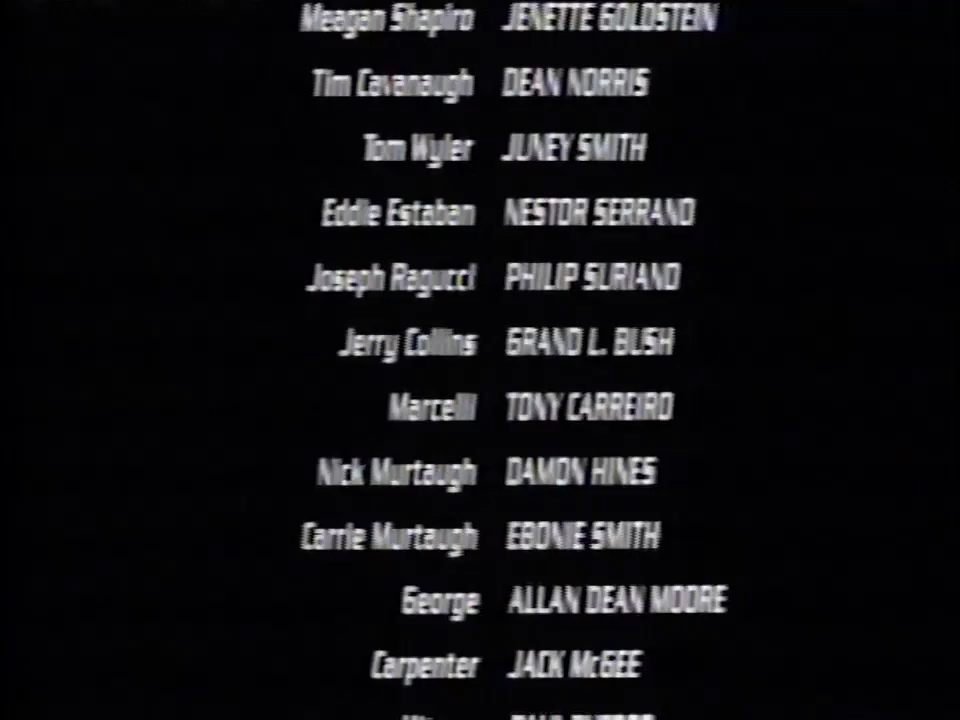 Meagan Shapiro JENETTE GOLDSTEIN
Tim Cavanaugh DEAN NORRIS
Tom Wyler JUNEY SMITH
Eddie Estaban NESTOR SERRANO
Joseph Ragucci PHILIP SURIANO
Jerry Collins GRAND L. BUSH
Marcelli TONY CARREIRO
Nick Murtaugh DAMON HINES
Carrie Murtaugh EBONIE SMITH
George ALLAN DEAN MOORE
Carpenter JACK McGEE